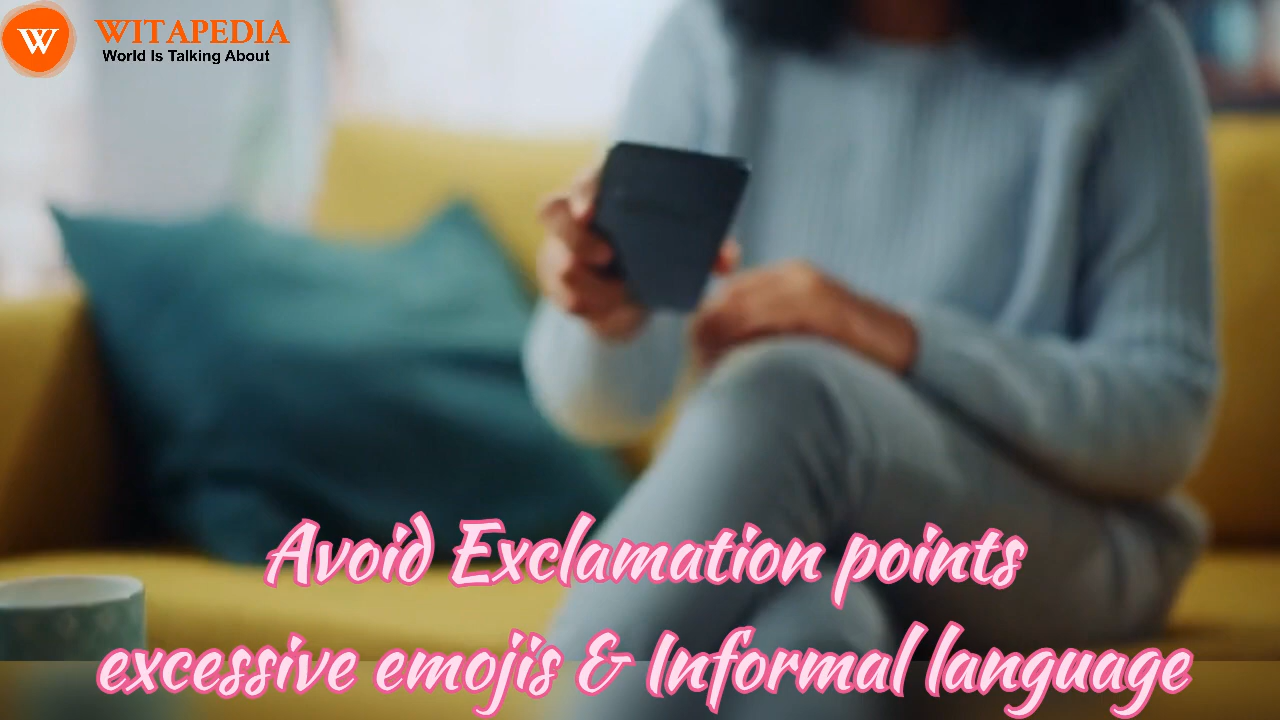 W
WITAPEDIA
World Is Talking About
Avoid Exclamation points
excessive emojis & Informal language